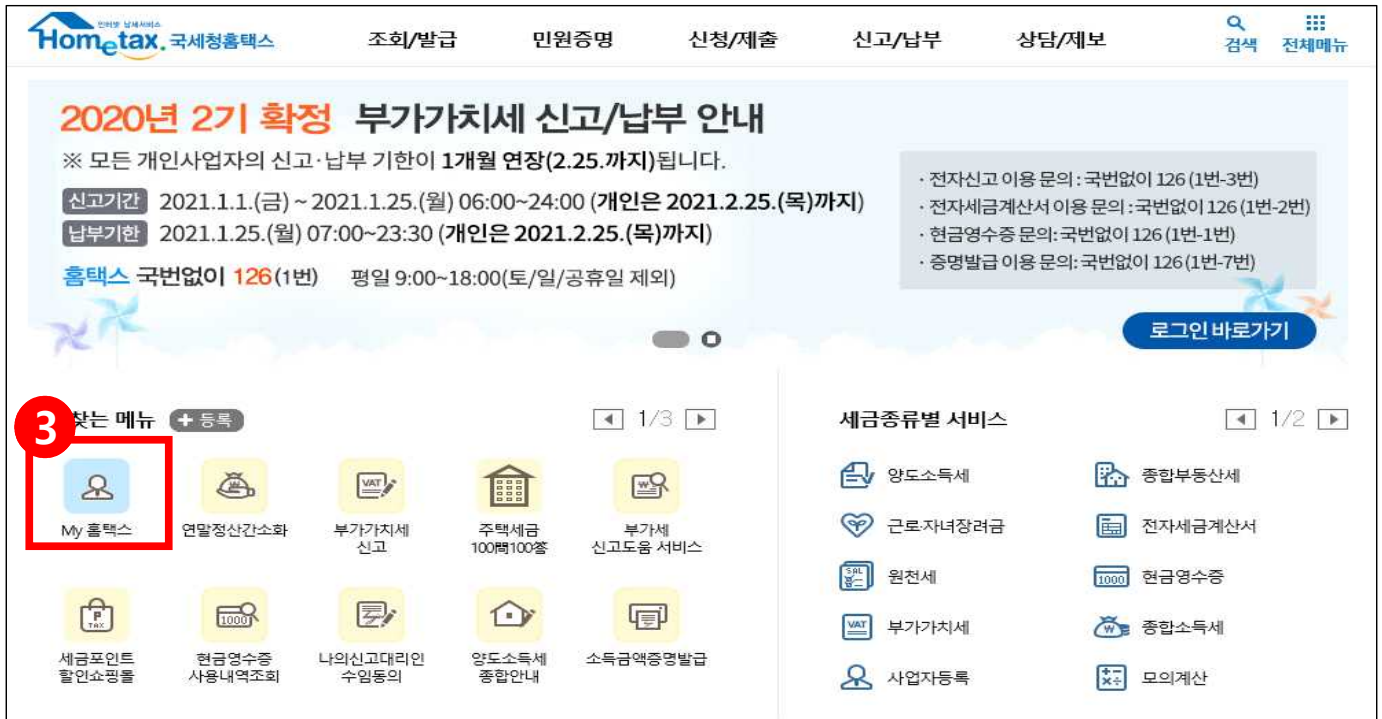 인터넷 납세서비스
Hometax. 국세청홈택스
조회/발급 민원증명 신청/제출 신고/납부 상담/제보
검색 전체메뉴
2020년 2기 확정 부가가치세 신고/납부 안내
※ 모든 개인사업자의 신고·납부 기한이 1개월 연장(2.25.까지)됩니다.
신고기간 2021.1.1.(금) ~ 2021.1.25.(월) 06:00~24:00 (개인은 2021.2.25.(목)까지)
납부기한 2021.1.25.(월) 07:00~23:30 (개인은 2021.2.25.(목)까지)
홈택스 국번없이 126(1번) 평일 9:00~18:00(토/일/공휴일 제외)
· 전자신고 이용 문의 : 국번없이 126 (1번-3번)
· 전자세금계산서 이용 문의 : 국번없이 126 (1번-2번)
· 현금영수증 문의: 국번없이 126 (1번-1번)
· 증명발급 이용 문의: 국번없이 126 (1번-7번)
로그인 바로가기
3
찾는 메뉴 + 등록 1/3
My 홈택스
연말정산간소화
VAT
부가가치세
신고
주택세금
100問100答
부가세
신고도움 서비스
P
TAX
세금포인트
할인쇼핑몰
1000
현금영수증
사용내역조회
나의신고대리인
수임동의
양도소득세
종합안내
소득금액증명발급
세금종류별 서비스 1/2
양도소득세 종합부동산세
근로·자녀장려금 전자세금계산서
SAL
원천세 1000 현금영수증
VAT 부가가치세 종합소득세
사업자등록 모의계산